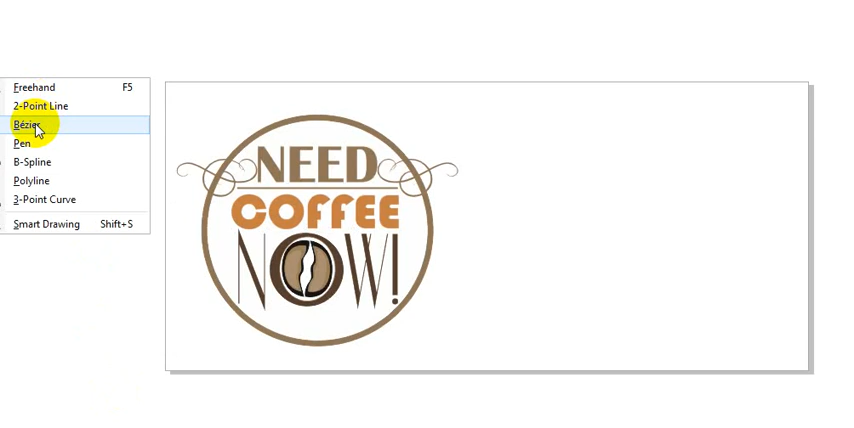 Freehand F5
2-Point Line
Bézier
Pen
B-Spline
Polyline
3-Point Curve
Smart Drawing Shift+S
NEED
COFFEE
NOW!